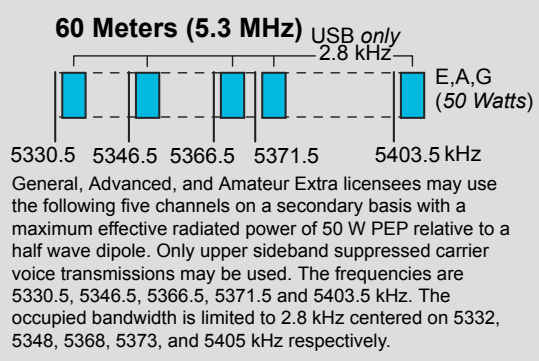 60 Meters (5.3 MHz)
USB only
2.8 kHz
E,A,G
(50 Watts)
5330.5 5346.5 5366.5 5371.5 5403.5 kHz
General, Advanced, and Amateur Extra licensees may use
the following five channels on a secondary basis with a
maximum effective radiated power of 50 W PEP relative to a
half wave dipole. Only upper sideband suppressed carrier
voice transmissions may be used. The frequencies are
5330.5, 5346.5, 5366.5, 5371.5 and 5403.5 kHz. The
occupied bandwidth is limited to 2.8 kHz centered on 5332,
5348, 5368, 5373, and 5405 kHz respectively.